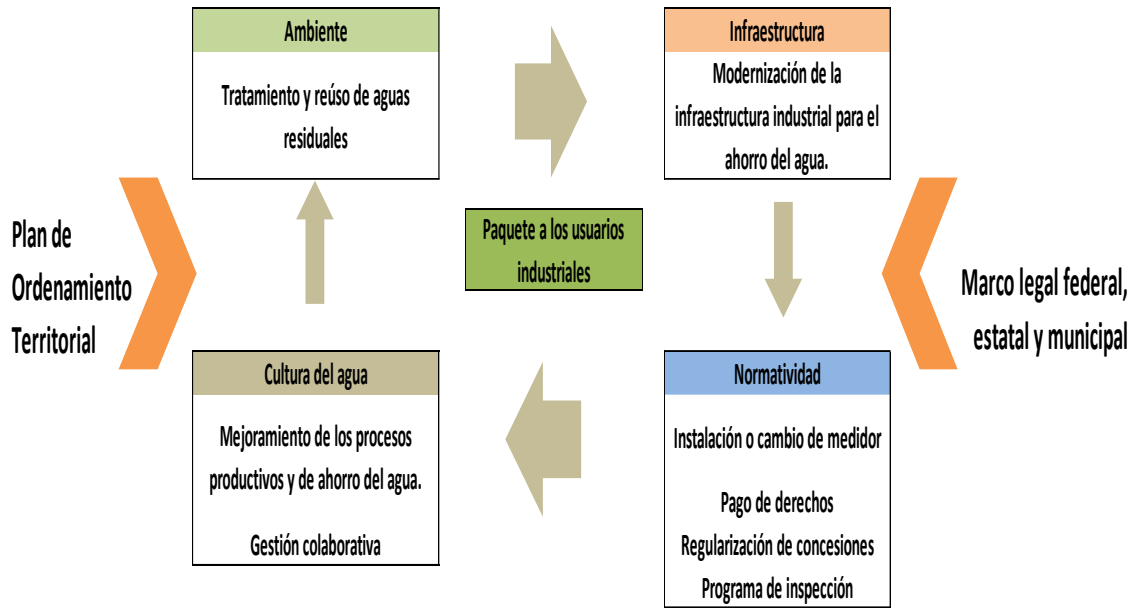 Ambiente
Tratamiento y reúso de aguas
residuales
Infraestructura
Modernización de la
infraestructura industrial para el
ahorro del agua.
Plan de
Ordenamiento
Territorial
Paquete a los usuarios
industriales
Marco legal federal,
estatal y municipal
Cultura del agua
Mejoramiento de los procesos
productivos y de ahorro del agua.
Gestión colaborativa
Normatividad
Instalación o cambio de medidor
Pago de derechos
Regularización de concesiones
Programa de inspección